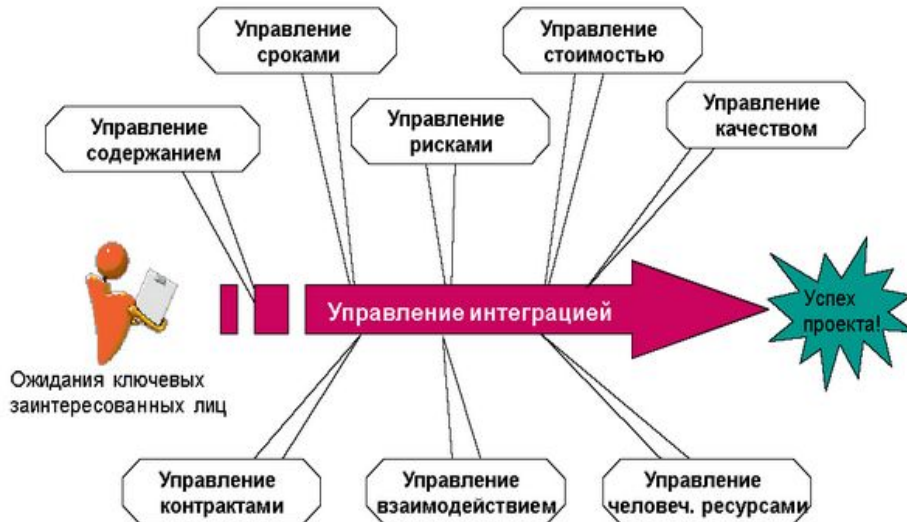 Управление
сроками
Управление
стоимостью
Управление
содержанием
Управление
рисками
Управление
качеством
Управление интеграцией
Успех
проекта!
Ожидания ключевых
заинтересованных лиц
Управление
контрактами
Управление
взаимодействием
Управление
человеч. ресурсами